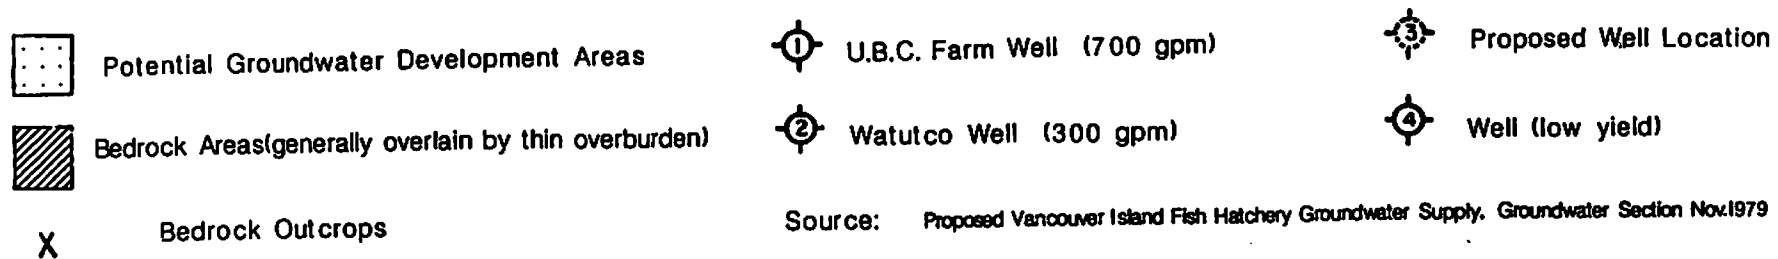 Potential Groundwater Development Areas
Bedrock Areas(generally overlain by thin overburden)
X Bedrock Outcrops
1 U.B.C. Farm Well (700 gpm)
2 Watutco Well (300 gpm)
3 Proposed Well Location
4 Well (low yield)
Source: Proposed Vancouver Island Fish Hatchery Groundwater Supply. Groundwater Section Nov.1979